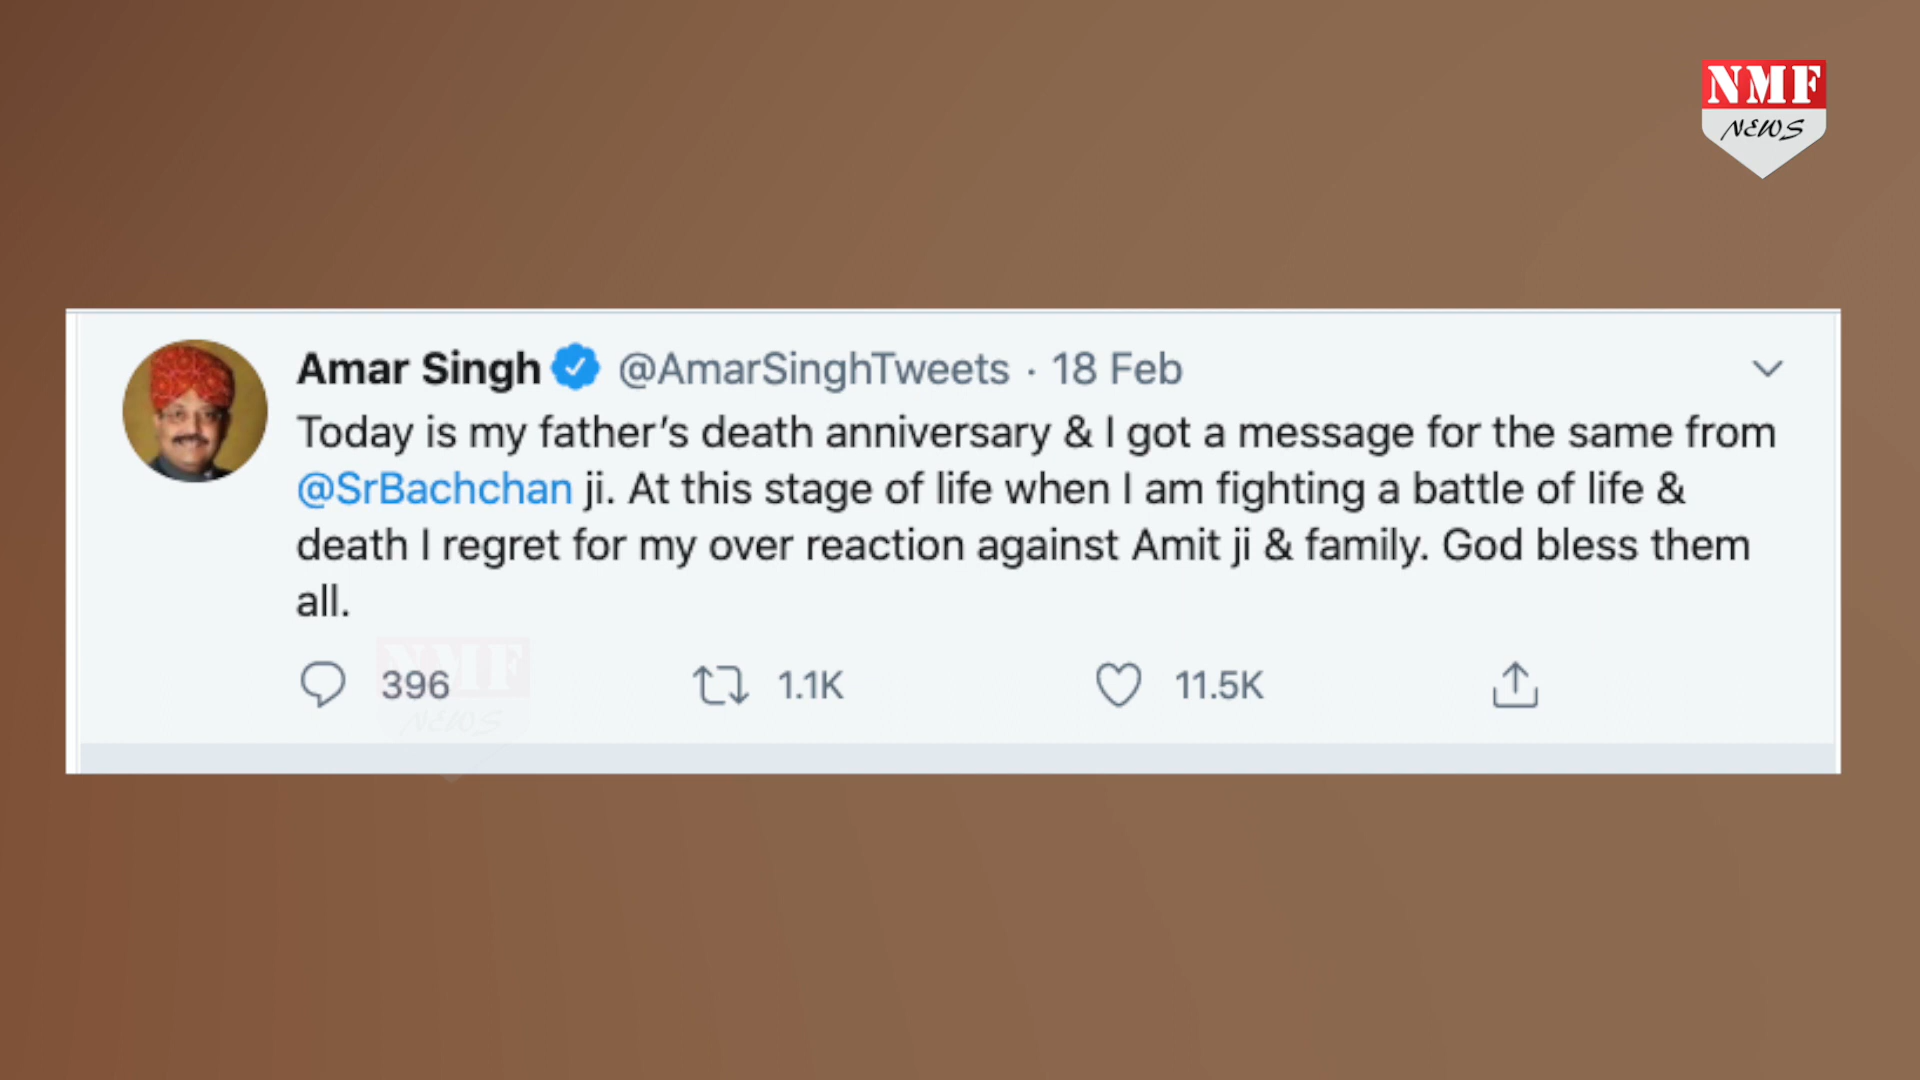 NMF
NEWS
Amar Singh @AmarSinghTweets · 18 Feb
Today is my father’s death anniversary & I got a message for the same from
@SrBachchan ji. At this stage of life when I am fighting a battle of life &
death I regret for my over reaction against Amit ji & family. God bless them
all.
396 1.1K 11.5K
NMF
NEWS